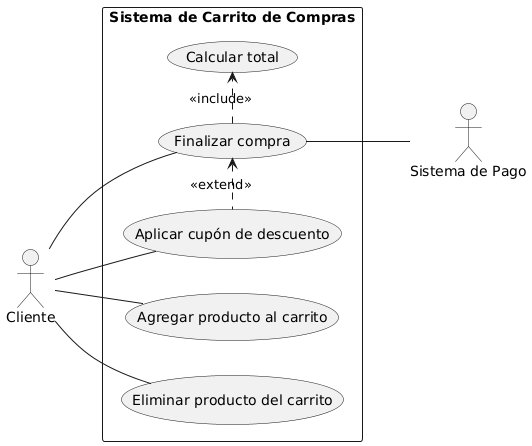 Sistema de Carrito de Compras
Calcular total
«include»
Finalizar compra
Sistema de Pago
«extend»
Aplicar cupón de descuento
Cliente
Agregar producto al carrito
Eliminar producto del carrito